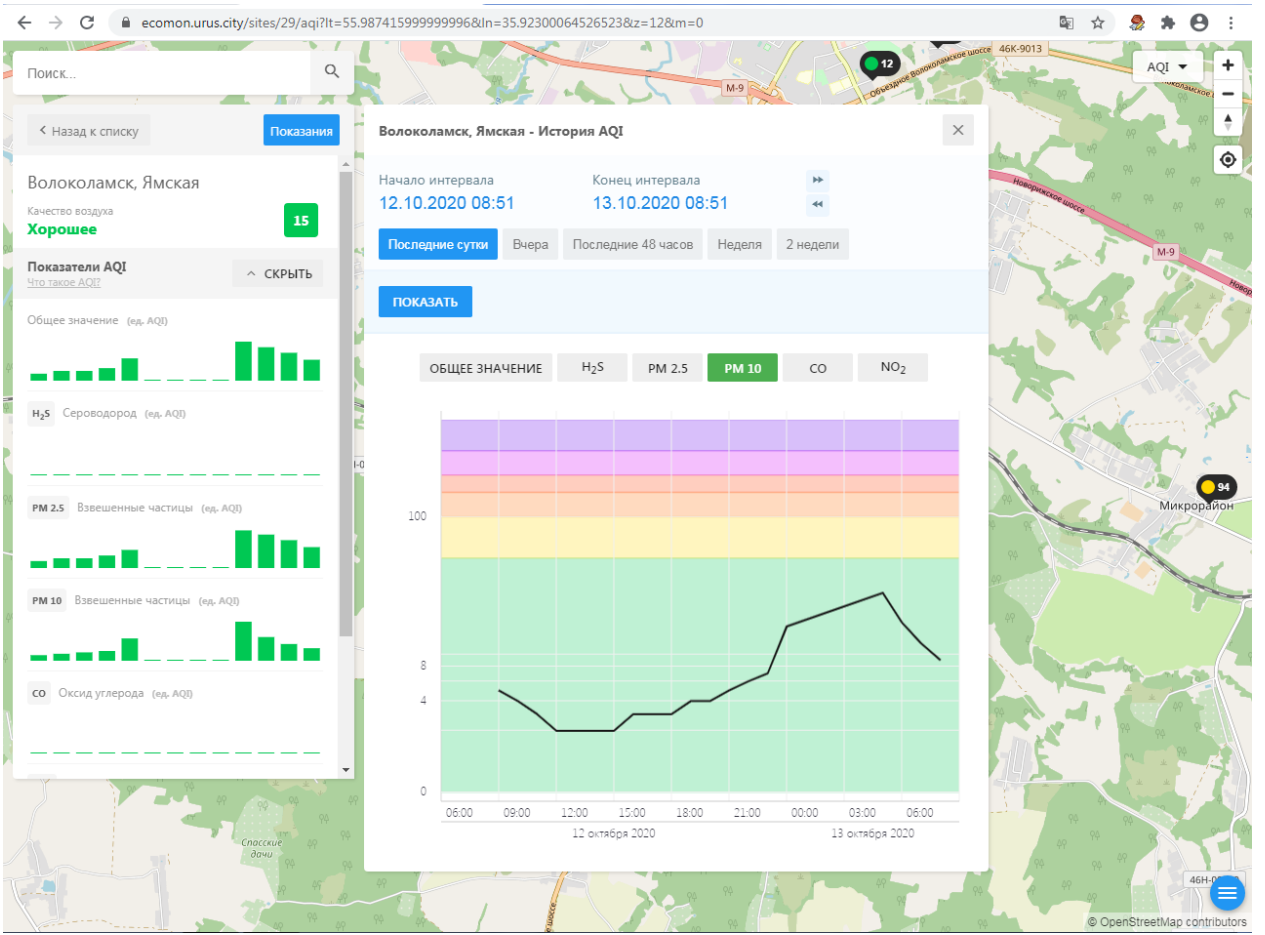 ecomon.urus.city/sites/29/aqi?lt=55.987415999999996&ln=35.92300064526523&z=12&m=0
Поиск...
Назад к списку
Показания
Волоколамск, Ямская
Качество воздуха
Хорошее
15
Показатели AQI
Что такое AQI?
СКРЫТЬ
Общее значение (ед. AQI)
H₂S Сероводород (ед. AQI)
PM 2.5 Взвешенные частицы (ед. AQI)
PM 10 Взвешенные частицы (ед. AQI)
CO Оксид углерода (ед. AQI)
Волоколамск, Ямская - История AQI
Начало интервала
12.10.2020 08:51
Конец интервала
13.10.2020 08:51
Последние сутки
Вчера
Последние 48 часов
Неделя
2 недели
ПОКАЗАТЬ
ОБЩЕЕ ЗНАЧЕНИЕ
H₂S
PM 2.5
PM 10
CO
NO₂
100
8
4
0
06:00 09:00 12:00 15:00 18:00 21:00 00:00 03:00 06:00
12 октября 2020
13 октября 2020
12
Объездное Волоколамское шоссе
46К-9013
М-9
AQI
Новорижское шоссе
М-9
94
Микрорайон
Спасские
дачи
© OpenStreetMap contributors